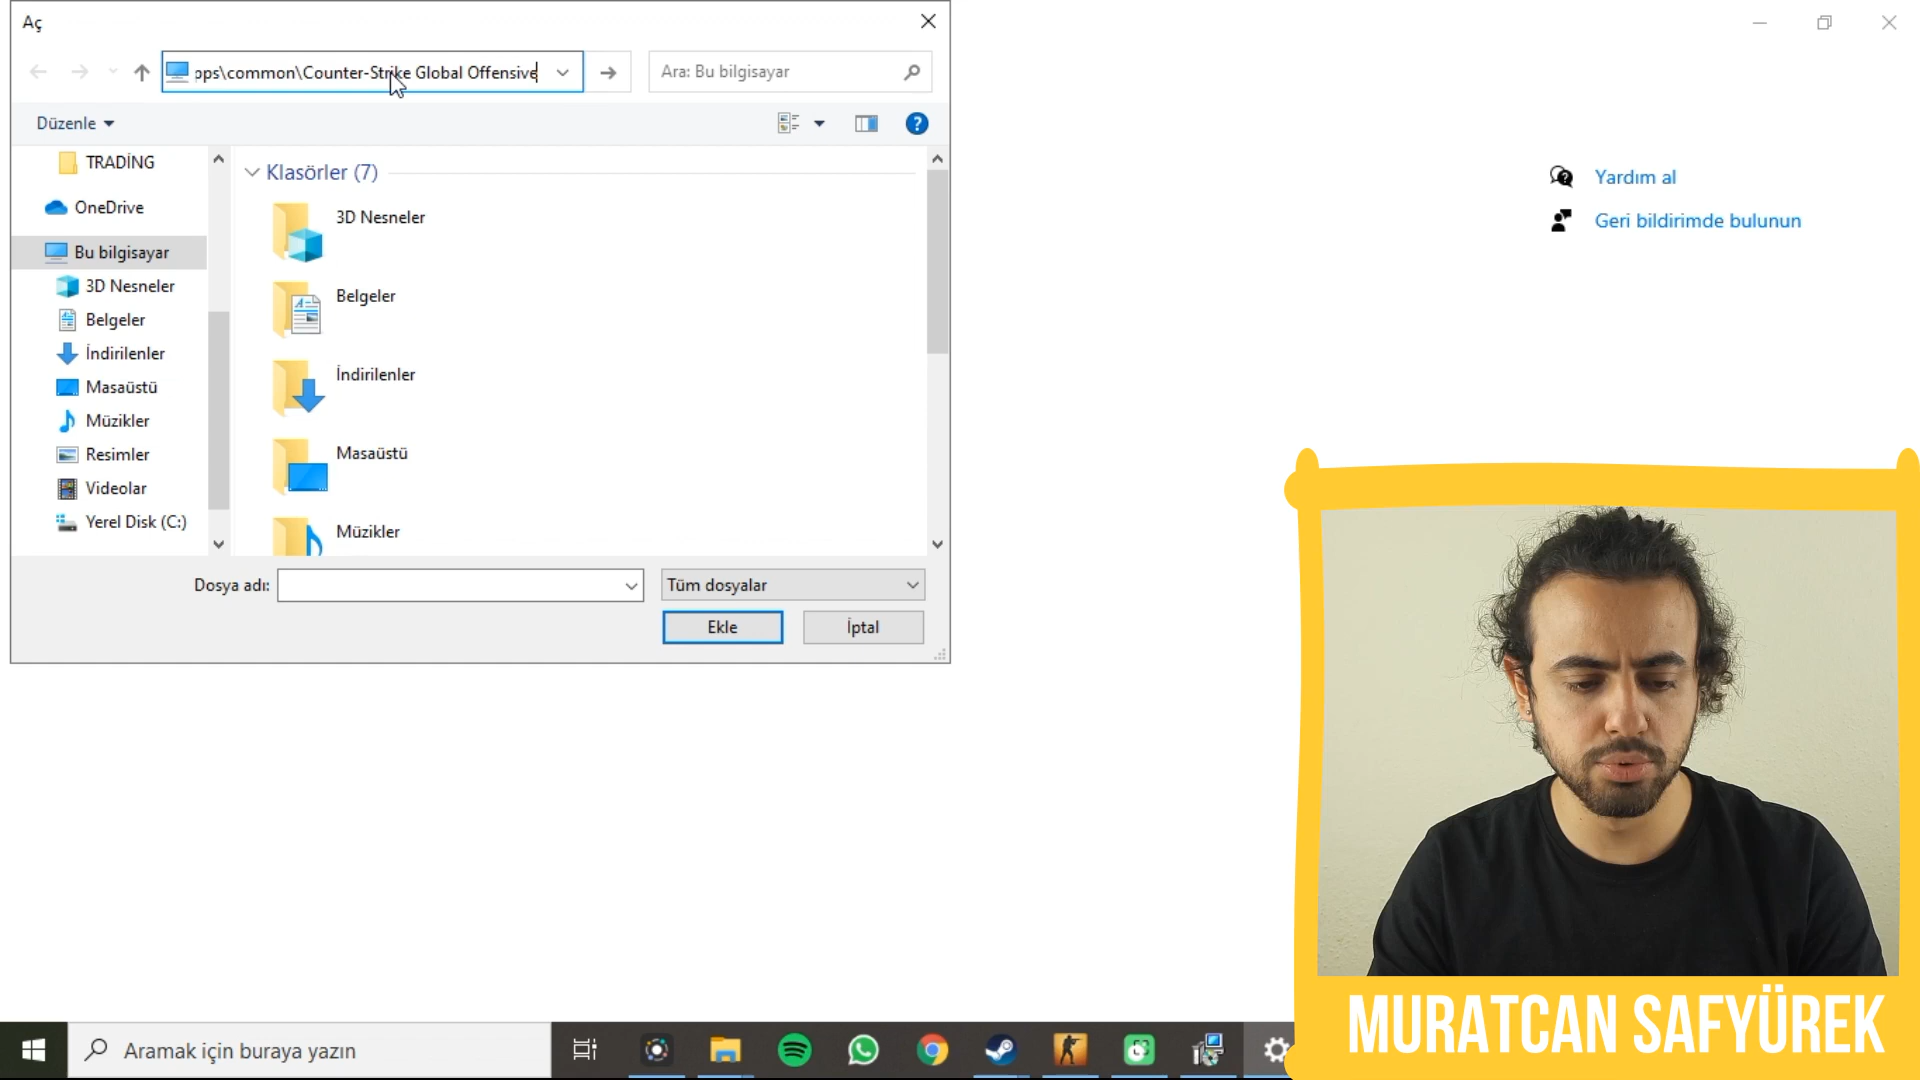 Aç
pps\common\Counter-Strike Global Offensive
Ara: Bu bilgisayar
Düzenle
TRADİNG
OneDrive
Bu bilgisayar
3D Nesneler
Belgeler
İndirilenler
Masaüstü
Müzikler
Resimler
Videolar
Yerel Disk (C:)
Klasörler (7)
3D Nesneler
Belgeler
İndirilenler
Masaüstü
Müzikler
Dosya adı:
Tüm dosyalar
Ekle
İptal
Yardım al
Geri bildirimde bulunun
MURATCAN SAFYÜREK
Aramak için buraya yazın